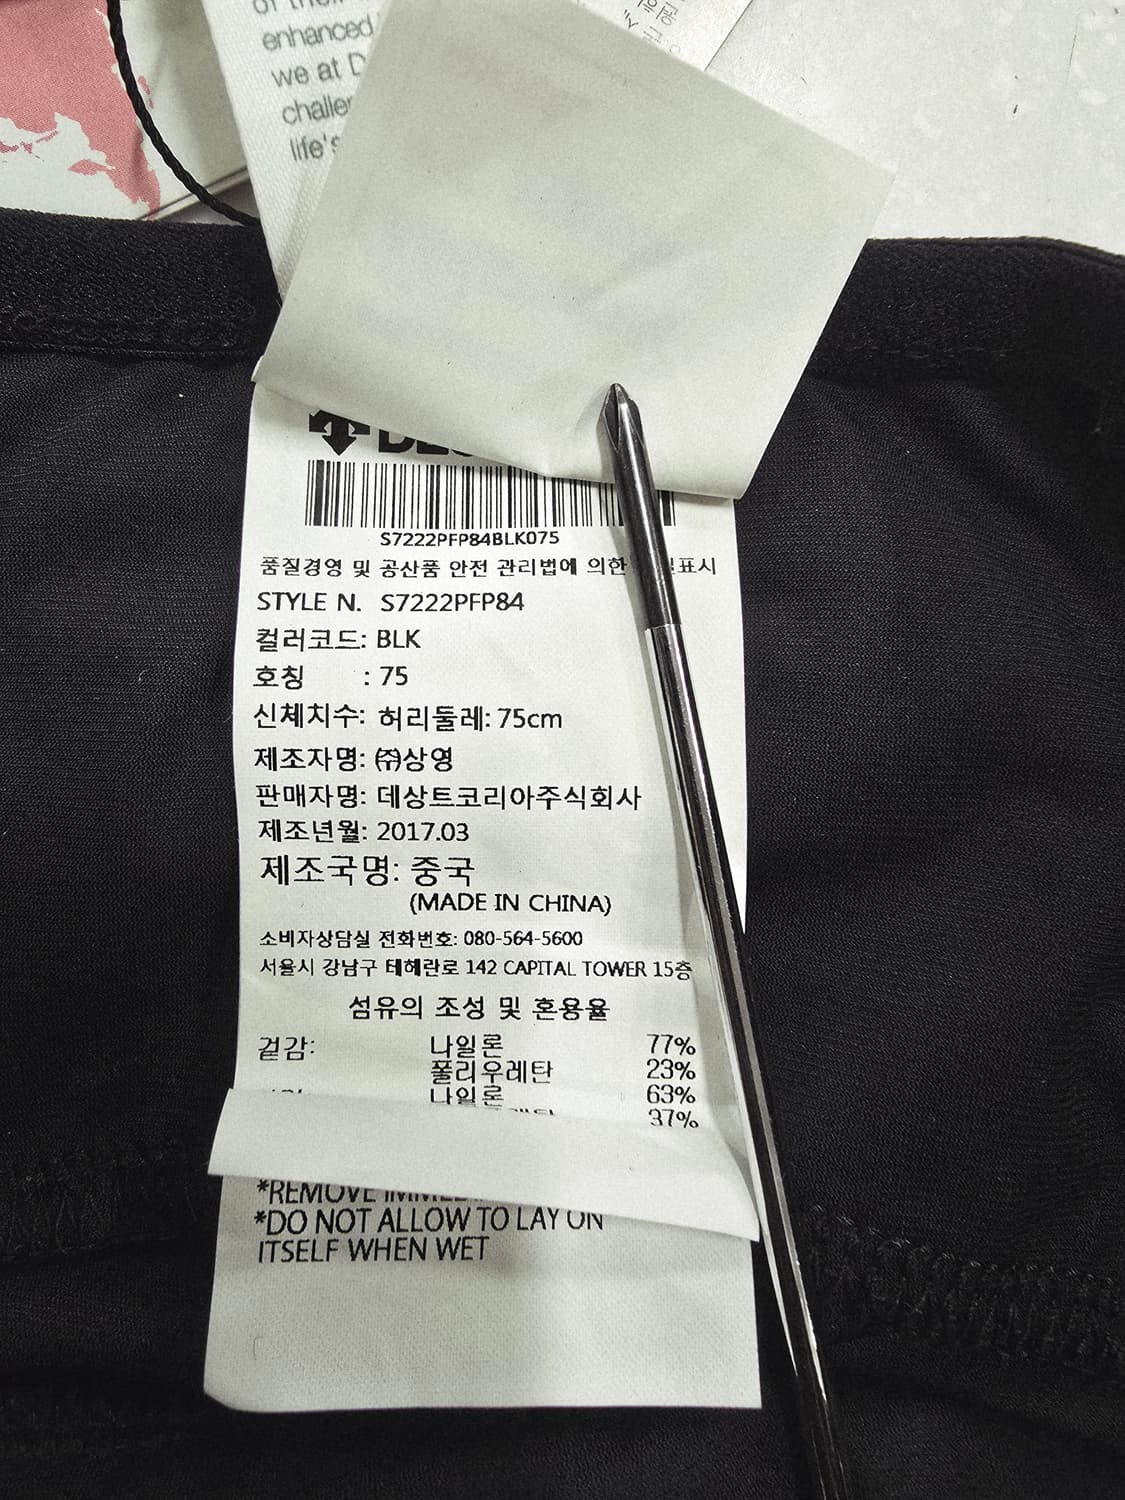 enhanced
we at
life's
S7222PFP84BLK075
품질경영 및 공산품 안전 관리법에 의한 표시
STYLE N. S7222PFP84
컬러코드: BLK
호칭 : 75
신체치수: 허리둘레: 75cm
제조자명: ㈜상영
판매자명: 데상트코리아주식회사
제조년월: 2017.03
제조국명: 중국
(MADE IN CHINA)
소비자상담실 전화번호: 080-564-5600
서울시 강남구 테헤란로 142 CAPITAL TOWER 15층
섬유의 조성 및 혼용율
겉감: 나일론 77%
폴리우레탄 23%
나일론 63%
37%
*REMOVE
*DO NOT ALLOW TO LAY ON
ITSELF WHEN WET